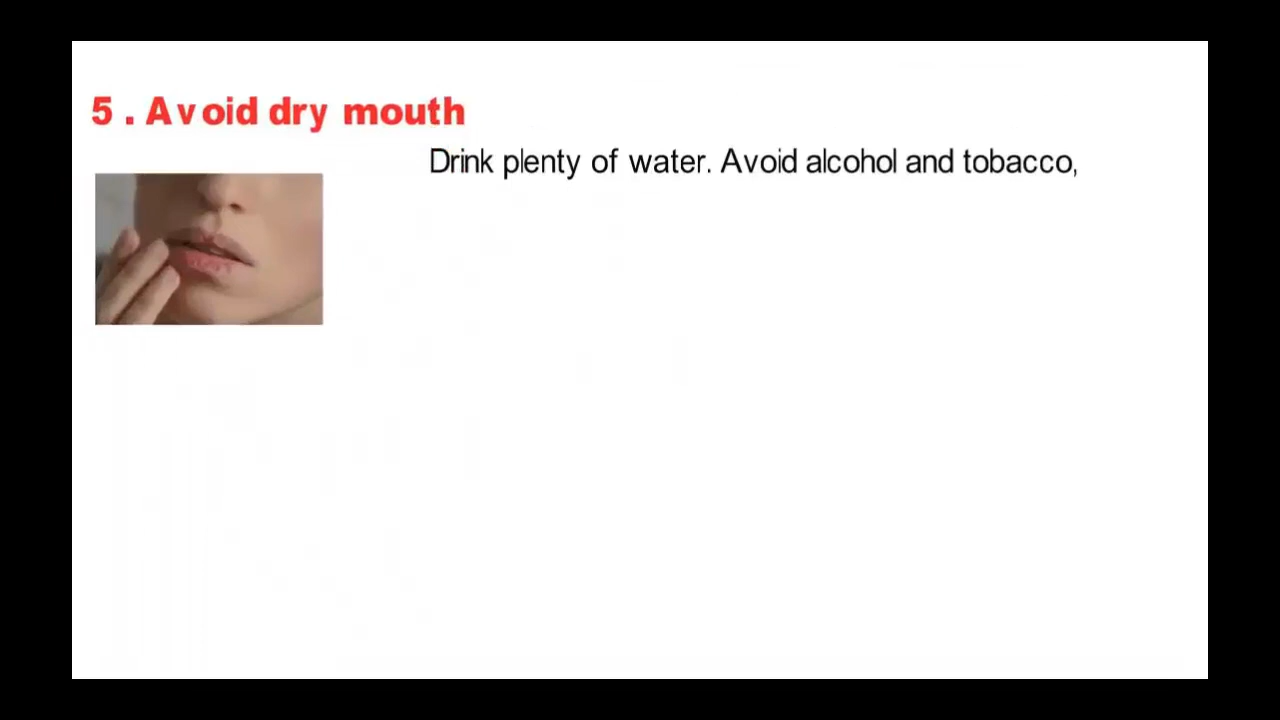 5 . Avoid dry mouth
Drink plenty of water. Avoid alcohol and tobacco,